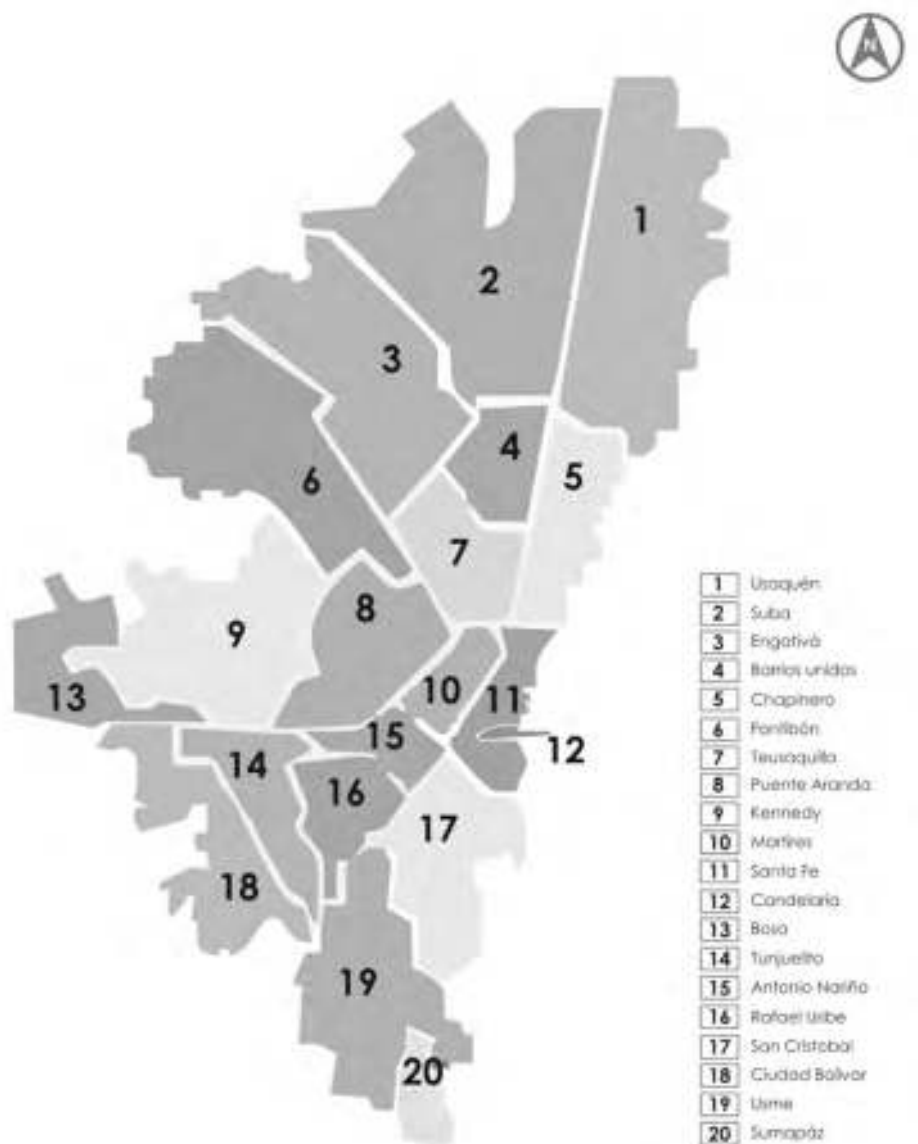 N
1
2
3
4
5
6
7
8
9
10
11
12
13
14
15
16
17
18
19
20
1 Usaquén
2 Suba
3 Engativá
4 Barrios unidos
5 Chapinero
6 Fontibón
7 Teusaquillo
8 Puente Aranda
9 Kennedy
10 Martires
11 Santa Fe
12 Candelaria
13 Bosa
14 Tunjuelito
15 Antonio Nariño
16 Rafael Uribe
17 San Cristobal
18 Ciudad Bolivar
19 Usme
20 Sumapáz